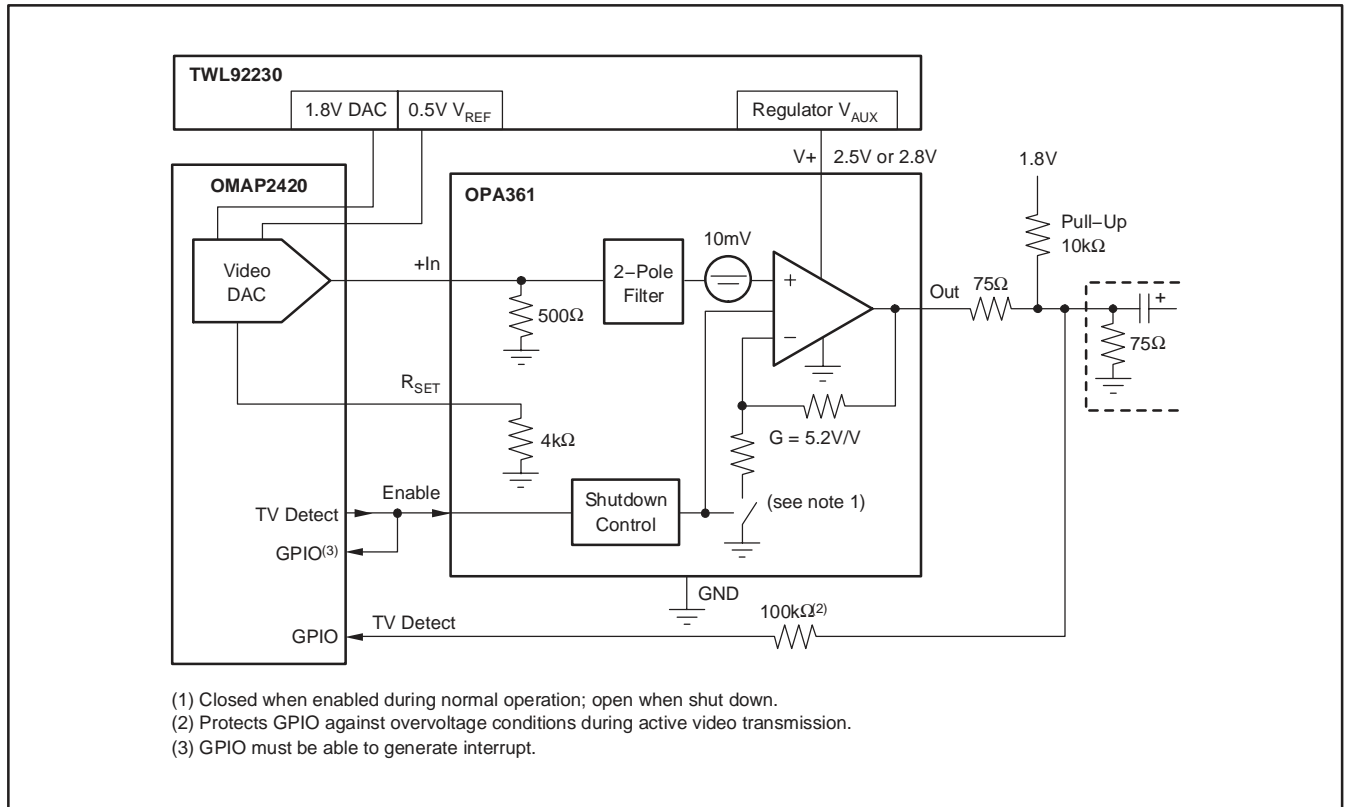 TWL92230
1.8V DAC
0.5V VREF
Regulator VAUX
V+
2.5V or 2.8V
1.8V
OMAP2420
OPA361
Pull−Up
10kΩ
10mV
Video
DAC
+In
2−Pole
Filter
+
−
Out
75Ω
+
500Ω
75Ω
RSET
4kΩ
G = 5.2V/V
Enable
TV Detect
Shutdown
Control
(see note 1)
GPIO(3)
GND
100kΩ(2)
GPIO
TV Detect
(1) Closed when enabled during normal operation; open when shut down.
(2) Protects GPIO against overvoltage conditions during active video transmission.
(3) GPIO must be able to generate interrupt.